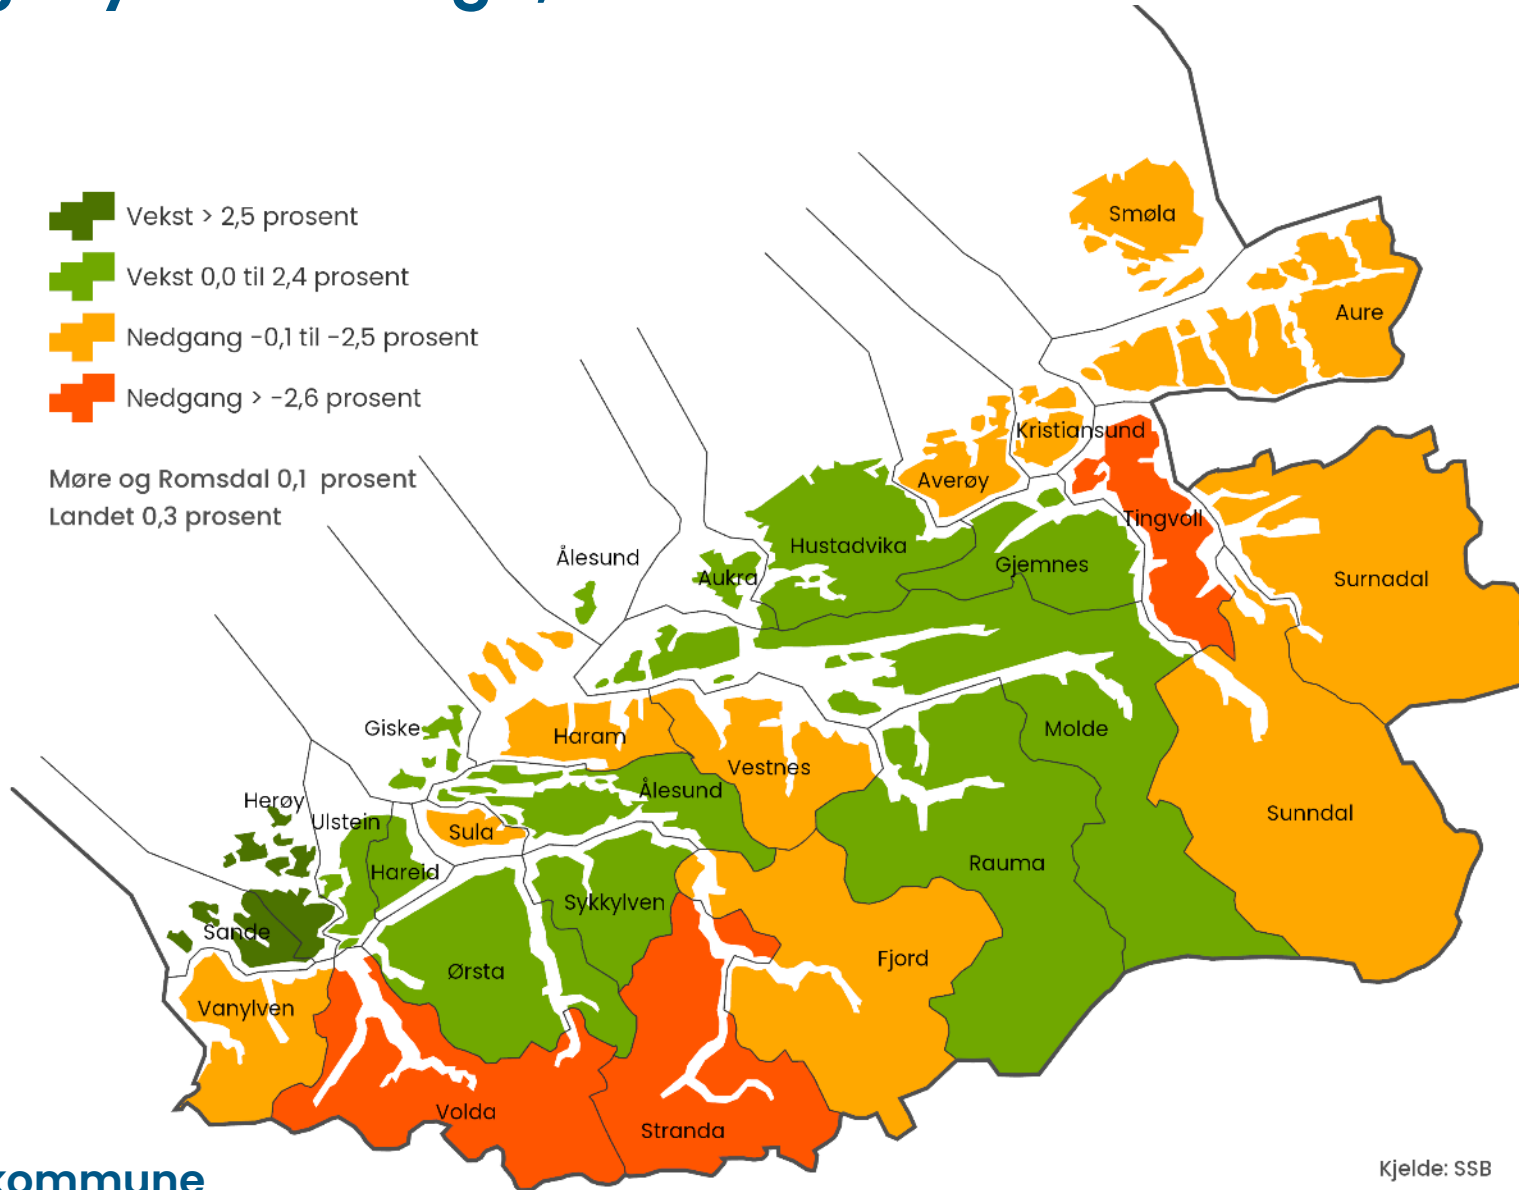 Vekst > 2,5 prosent
Vekst 0,0 til 2,4 prosent
Nedgang -0,1 til -2,5 prosent
Nedgang > -2,6 prosent
Møre og Romsdal 0,1 prosent
Landet 0,3 prosent
Smøla
Aure
Kristiansund
Averøy
Tingvoll
Hustadvika
Ålesund
Aukra
Gjemnes
Surnadal
Giske
Haram
Molde
Vestnes
Ålesund
Herøy
Ulstein
Sula
Sunndal
Hareid
Rauma
Sykkylven
Sande
Fjord
Ørsta
Vanylven
Volda
Stranda
Kjelde: SSB
kommune